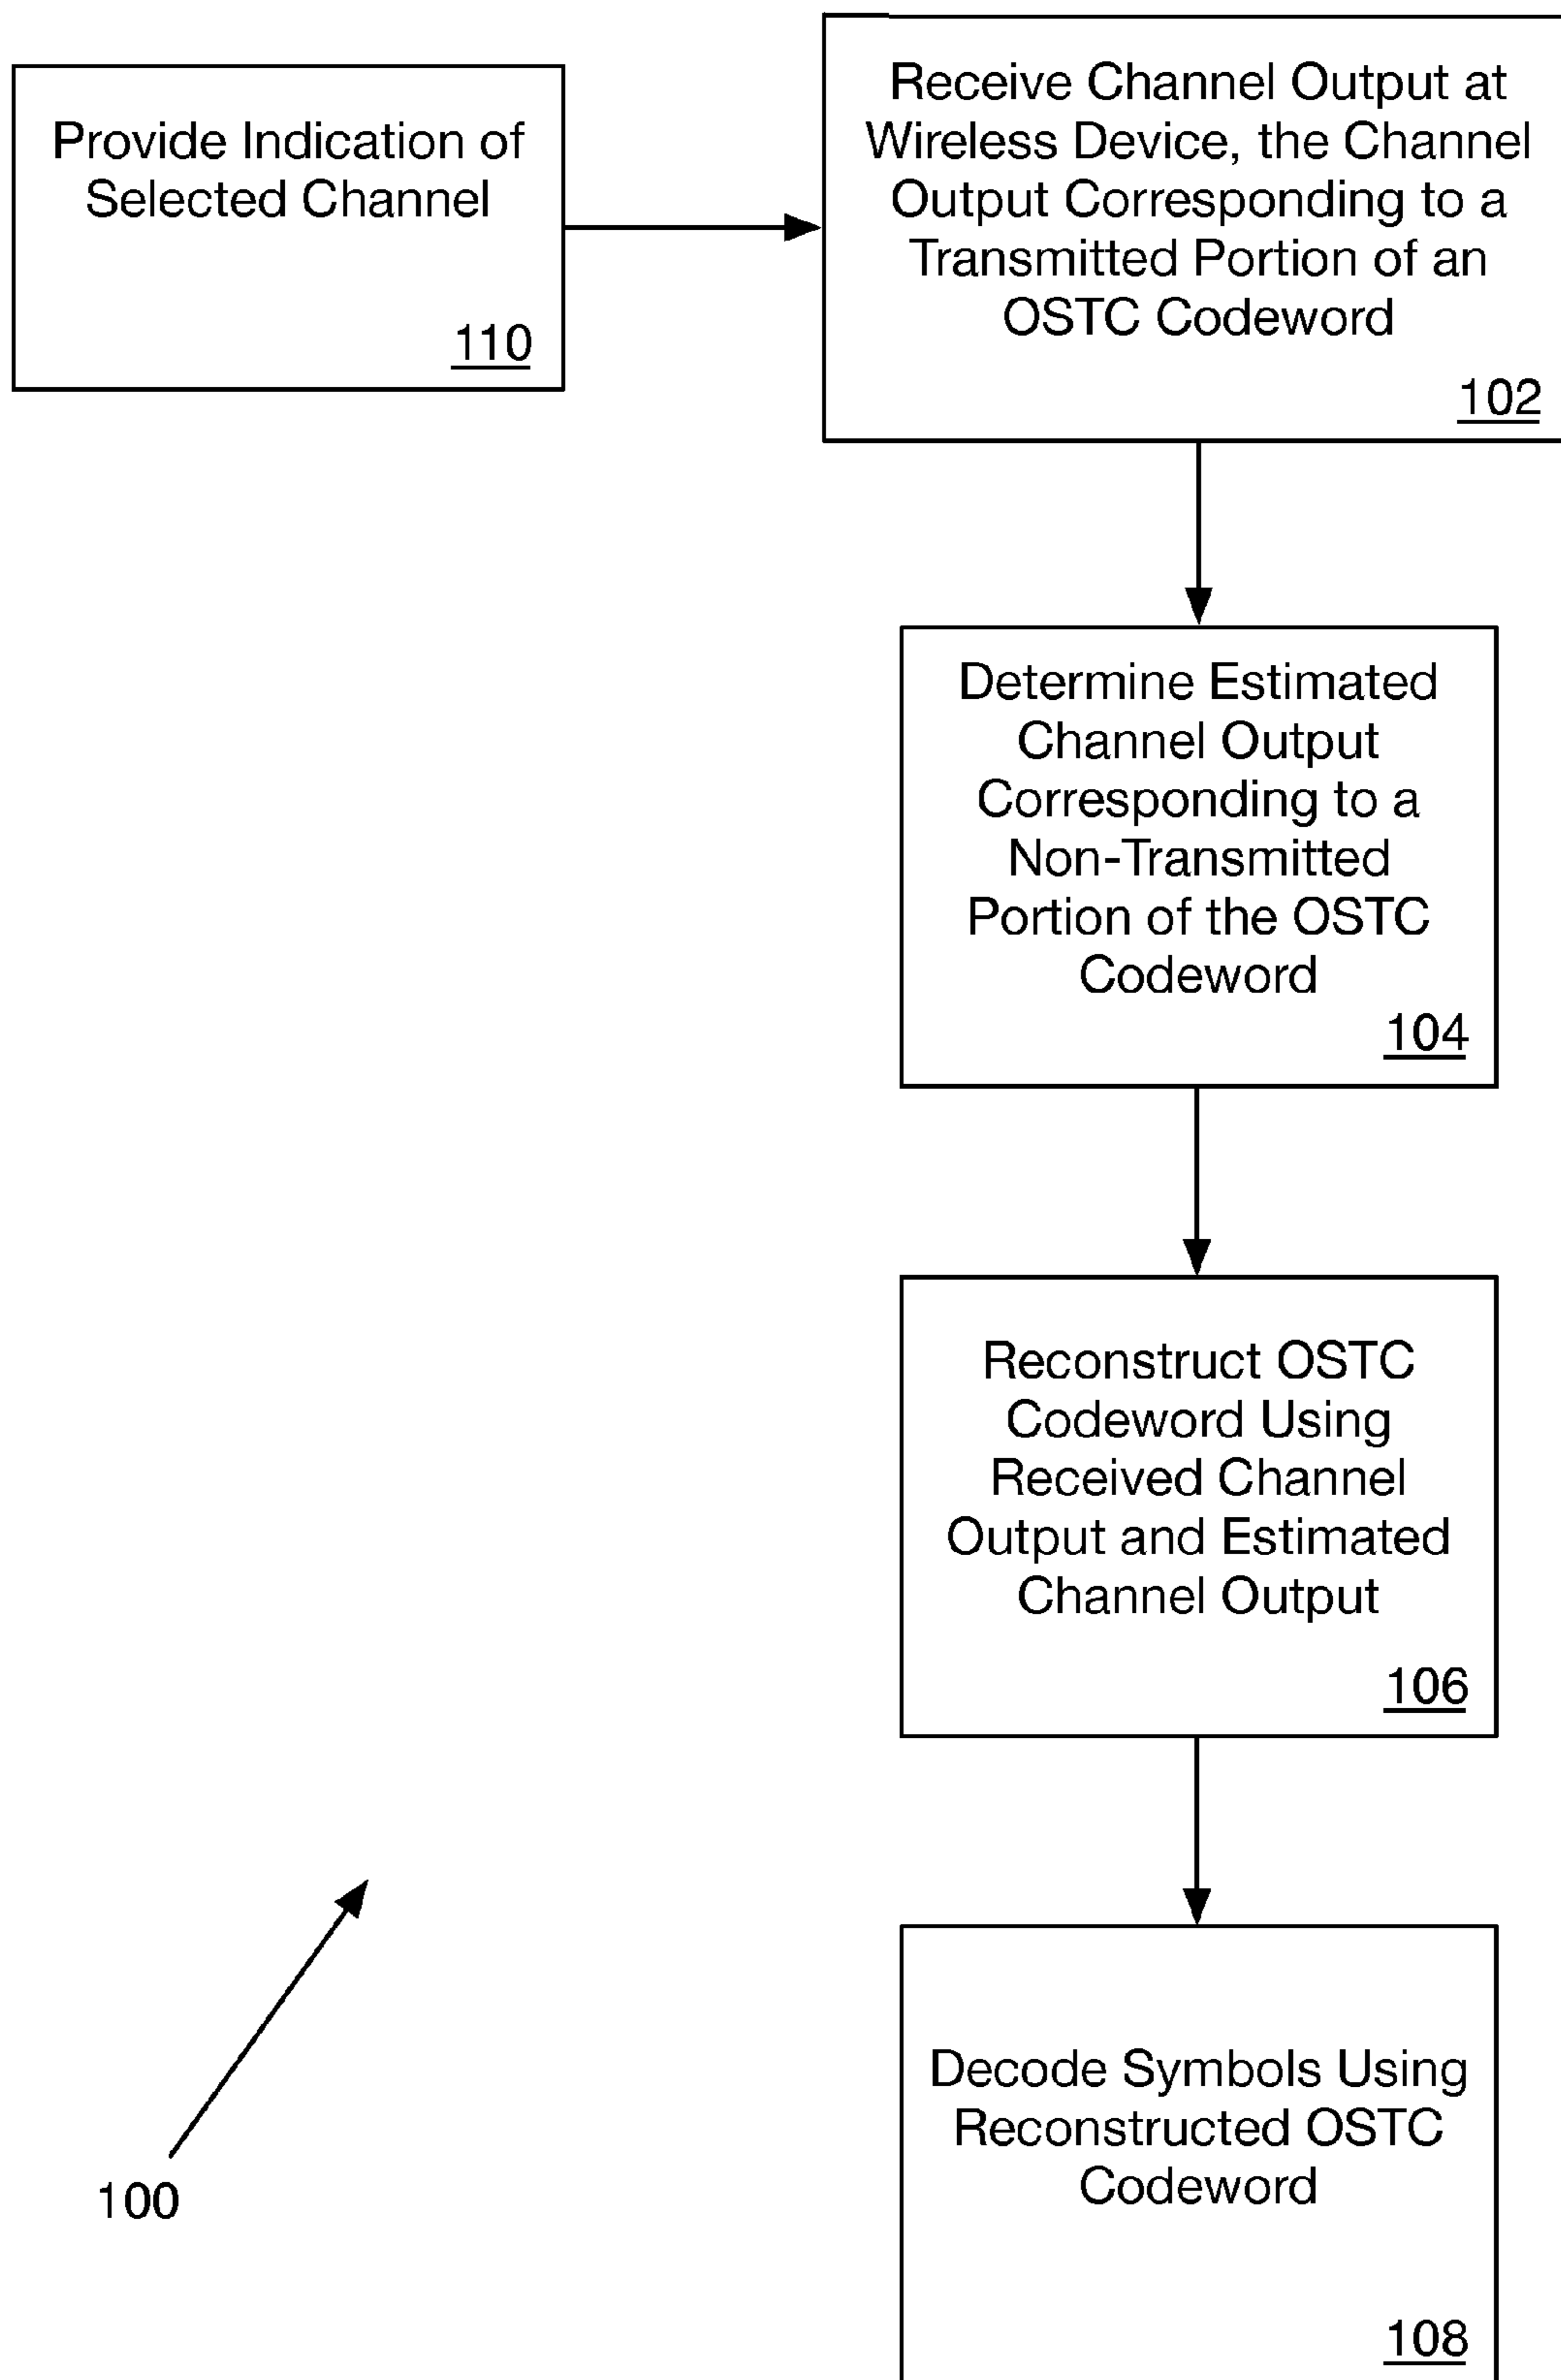 Provide Indication of
Selected Channel
110
Receive Channel Output at
Wireless Device, the Channel
Output Corresponding to a
Transmitted Portion of an
OSTC Codeword
102
Determine Estimated
Channel Output
Corresponding to a
Non-Transmitted
Portion of the OSTC
Codeword
104
Reconstruct OSTC
Codeword Using
Received Channel
Output and Estimated
Channel Output
106
Decode Symbols Using
Reconstructed OSTC
Codeword
108
100